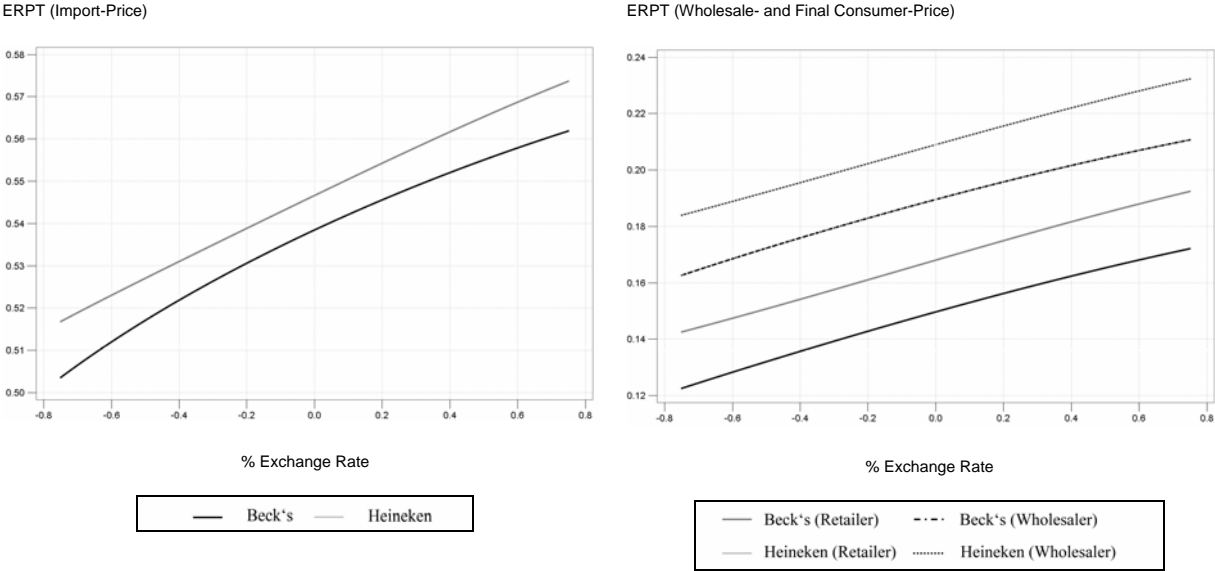 ERPT (Import-Price)
0.58
0.57
0.56
0.55
0.54
0.53
0.52
0.51
0.50
-0.8 -0.6 -0.4 -0.2 0.0 0.2 0.4 0.6 0.8
% Exchange Rate
Beck‘s Heineken
ERPT (Wholesale- and Final Consumer-Price)
0.24
0.22
0.20
0.18
0.16
0.14
0.12
-0.8 -0.6 -0.4 -0.2 0.0 0.2 0.4 0.6 0.8
% Exchange Rate
Beck‘s (Retailer) Beck‘s (Wholesaler)
Heineken (Retailer) Heineken (Wholesaler)